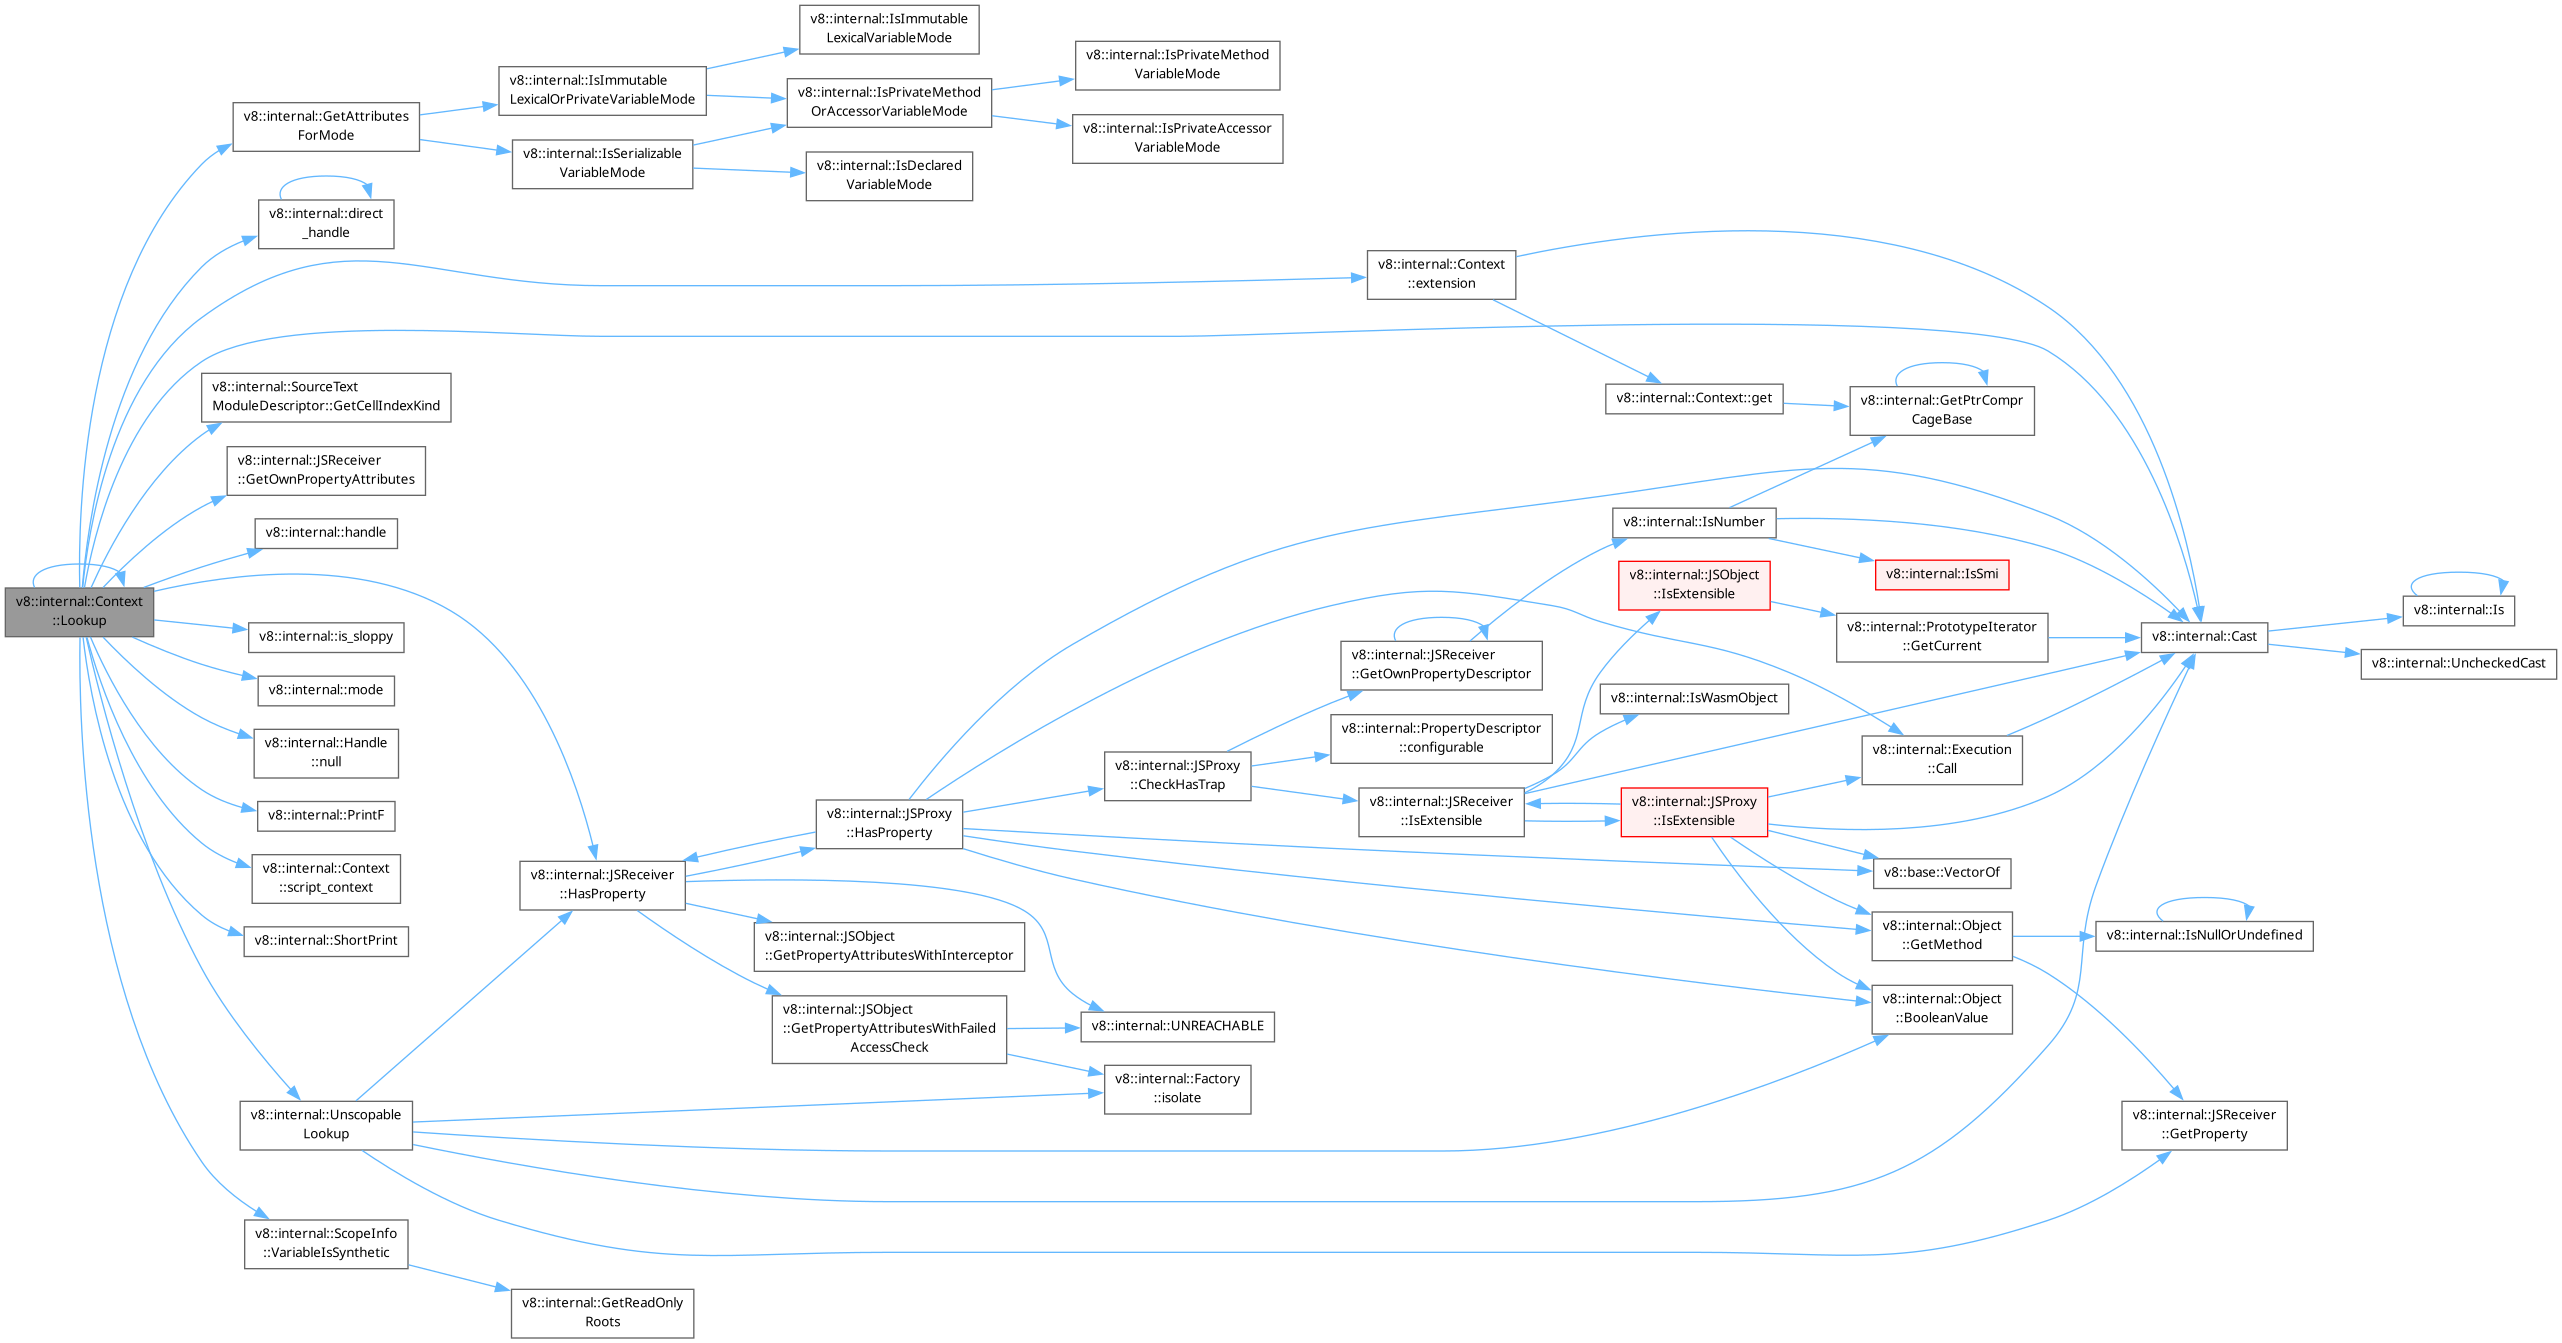 v8::internal::Context
::Lookup
v8::internal::GetAttributes
ForMode
v8::internal::direct
_handle
v8::internal::SourceText
ModuleDescriptor::GetCellIndexKind
v8::internal::JSReceiver
::GetOwnPropertyAttributes
v8::internal::handle
v8::internal::is_sloppy
v8::internal::mode
v8::internal::Handle
::null
v8::internal::PrintF
v8::internal::Context
::script_context
v8::internal::ShortPrint
v8::internal::Unscopable
Lookup
v8::internal::ScopeInfo
::VariableIsSynthetic
v8::internal::IsImmutable
LexicalOrPrivateVariableMode
v8::internal::IsSerializable
VariableMode
v8::internal::JSReceiver
::HasProperty
v8::internal::GetReadOnly
Roots
v8::internal::IsImmutable
LexicalVariableMode
v8::internal::IsPrivateMethod
OrAccessorVariableMode
v8::internal::IsDeclared
VariableMode
v8::internal::JSProxy
::HasProperty
v8::internal::JSObject
::GetPropertyAttributesWithInterceptor
v8::internal::JSObject
::GetPropertyAttributesWithFailed
AccessCheck
v8::internal::IsPrivateMethod
VariableMode
v8::internal::IsPrivateAccessor
VariableMode
v8::internal::JSProxy
::CheckHasTrap
v8::internal::UNREACHABLE
v8::internal::Factory
::isolate
v8::internal::Context
::extension
v8::internal::JSReceiver
::GetOwnPropertyDescriptor
v8::internal::PropertyDescriptor
::configurable
v8::internal::JSReceiver
::IsExtensible
v8::internal::Context::get
v8::internal::IsNumber
v8::internal::JSObject
::IsExtensible
v8::internal::IsWasmObject
v8::internal::JSProxy
::IsExtensible
v8::internal::GetPtrCompr
CageBase
v8::internal::IsSmi
v8::internal::PrototypeIterator
::GetCurrent
v8::internal::Execution
::Call
v8::base::VectorOf
v8::internal::Object
::GetMethod
v8::internal::Object
::BooleanValue
v8::internal::Cast
v8::internal::IsNullOrUndefined
v8::internal::JSReceiver
::GetProperty
v8::internal::Is
v8::internal::UncheckedCast